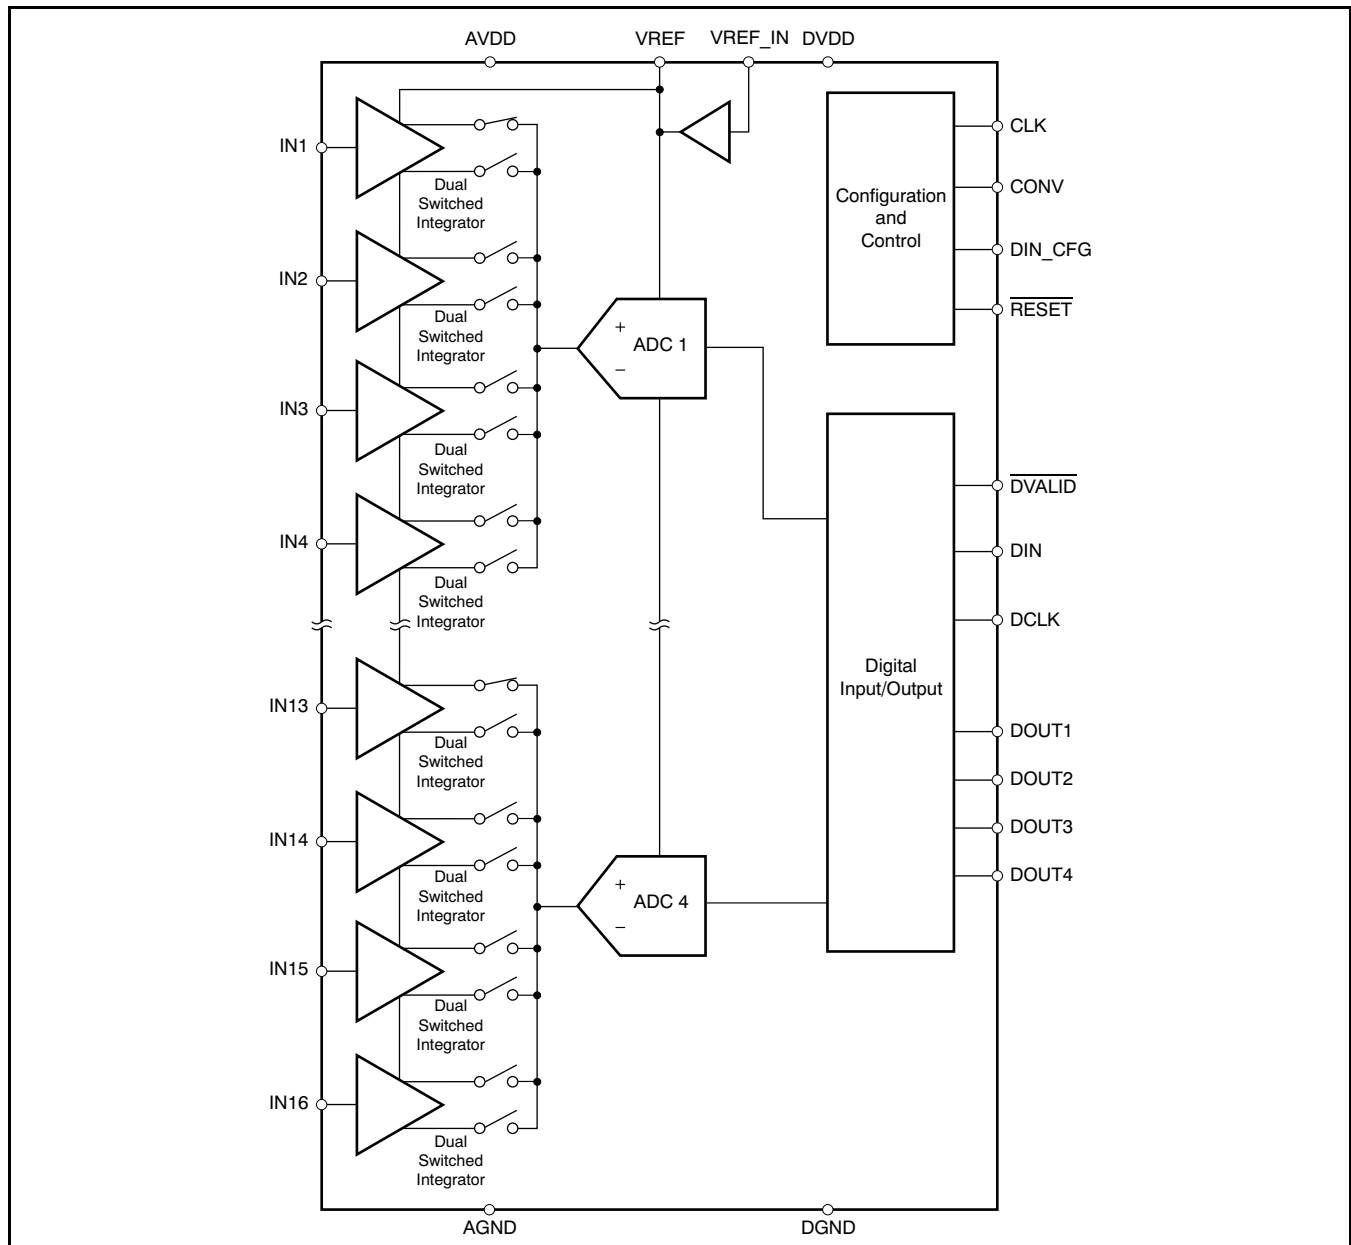 AVDD
VREF
VREF_IN
DVDD
IN1
Dual
Switched
Integrator
IN2
Dual
Switched
Integrator
IN3
Dual
Switched
Integrator
IN4
Dual
Switched
Integrator
IN13
Dual
Switched
Integrator
IN14
Dual
Switched
Integrator
IN15
Dual
Switched
Integrator
IN16
Dual
Switched
Integrator
+
ADC 1
−
+
ADC 4
−
Configuration
and
Control
CLK
CONV
DIN_CFG
RESET
Digital
Input/Output
DVALID
DIN
DCLK
DOUT1
DOUT2
DOUT3
DOUT4
AGND
DGND